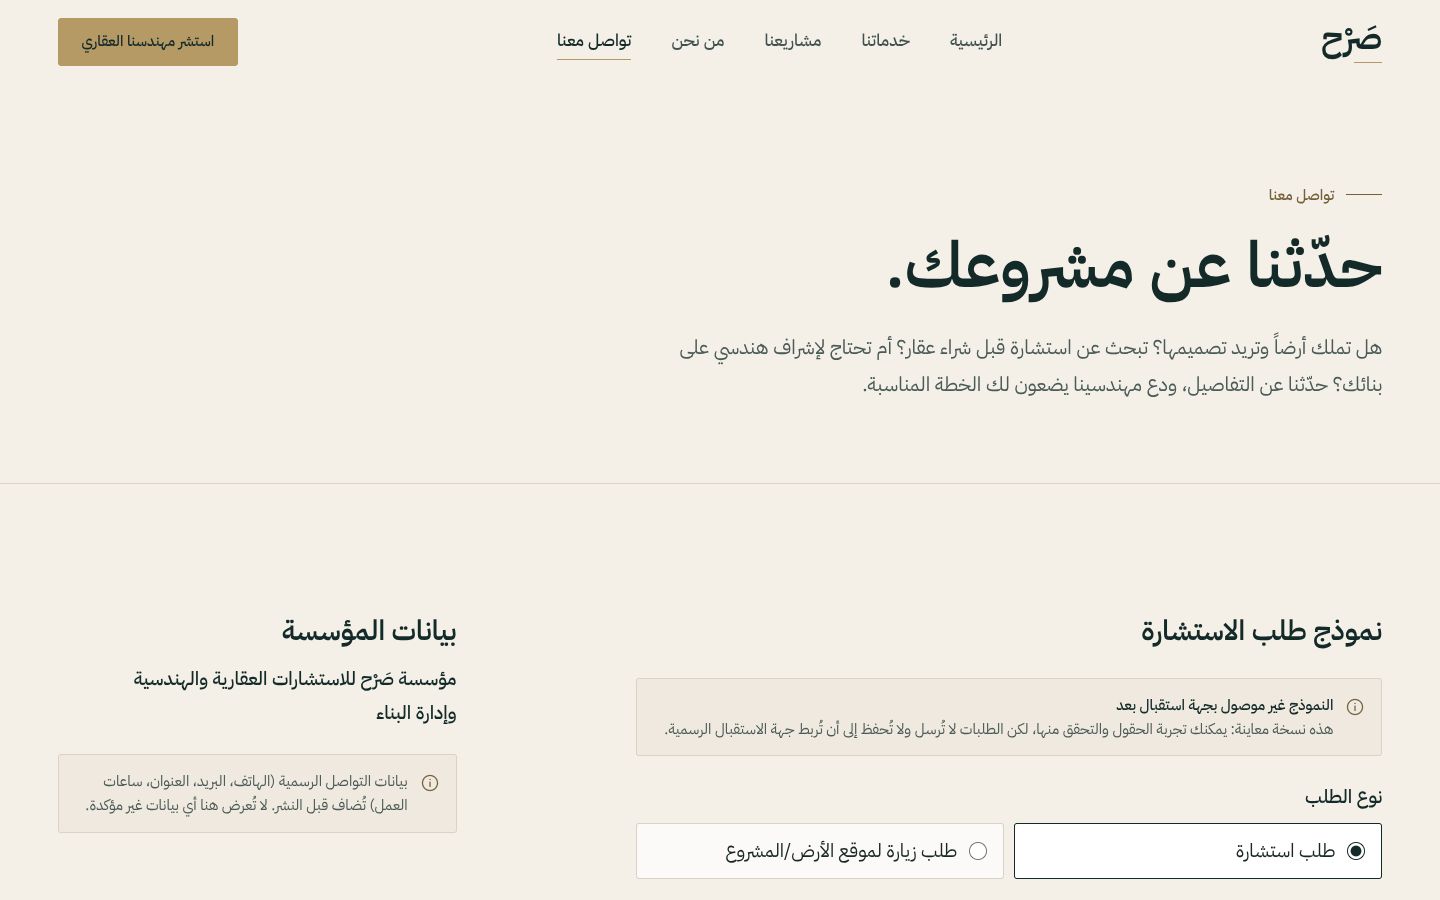 صَرْح
الرئيسية
خدماتنا
مشاريعنا
من نحن
تواصل معنا
استشر مهندسنا العقاري
تواصل معنا
حدّثنا عن مشروعك.
هل تملك أرضاً وتريد تصميمها؟ تبحث عن استشارة قبل شراء عقار؟ أم تحتاج لإشراف هندسي على
بنائك؟ حدّثنا عن التفاصيل، ودع مهندسينا يضعون لك الخطة المناسبة.
نموذج طلب الاستشارة
النموذج غير موصول بجهة استقبال بعد
هذه نسخة معاينة: يمكنك تجربة الحقول والتحقق منها، لكن الطلبات لا تُرسل ولا تُحفظ إلى أن تُربط جهة الاستقبال الرسمية.
نوع الطلب
طلب استشارة
طلب زيارة لموقع الأرض/المشروع
بيانات المؤسسة
مؤسسة صَرْح للاستشارات العقارية والهندسية
وإدارة البناء
بيانات التواصل الرسمية (الهاتف، البريد، العنوان، ساعات
العمل) تُضاف قبل النشر. لا تُعرض هنا أي بيانات غير مؤكدة.